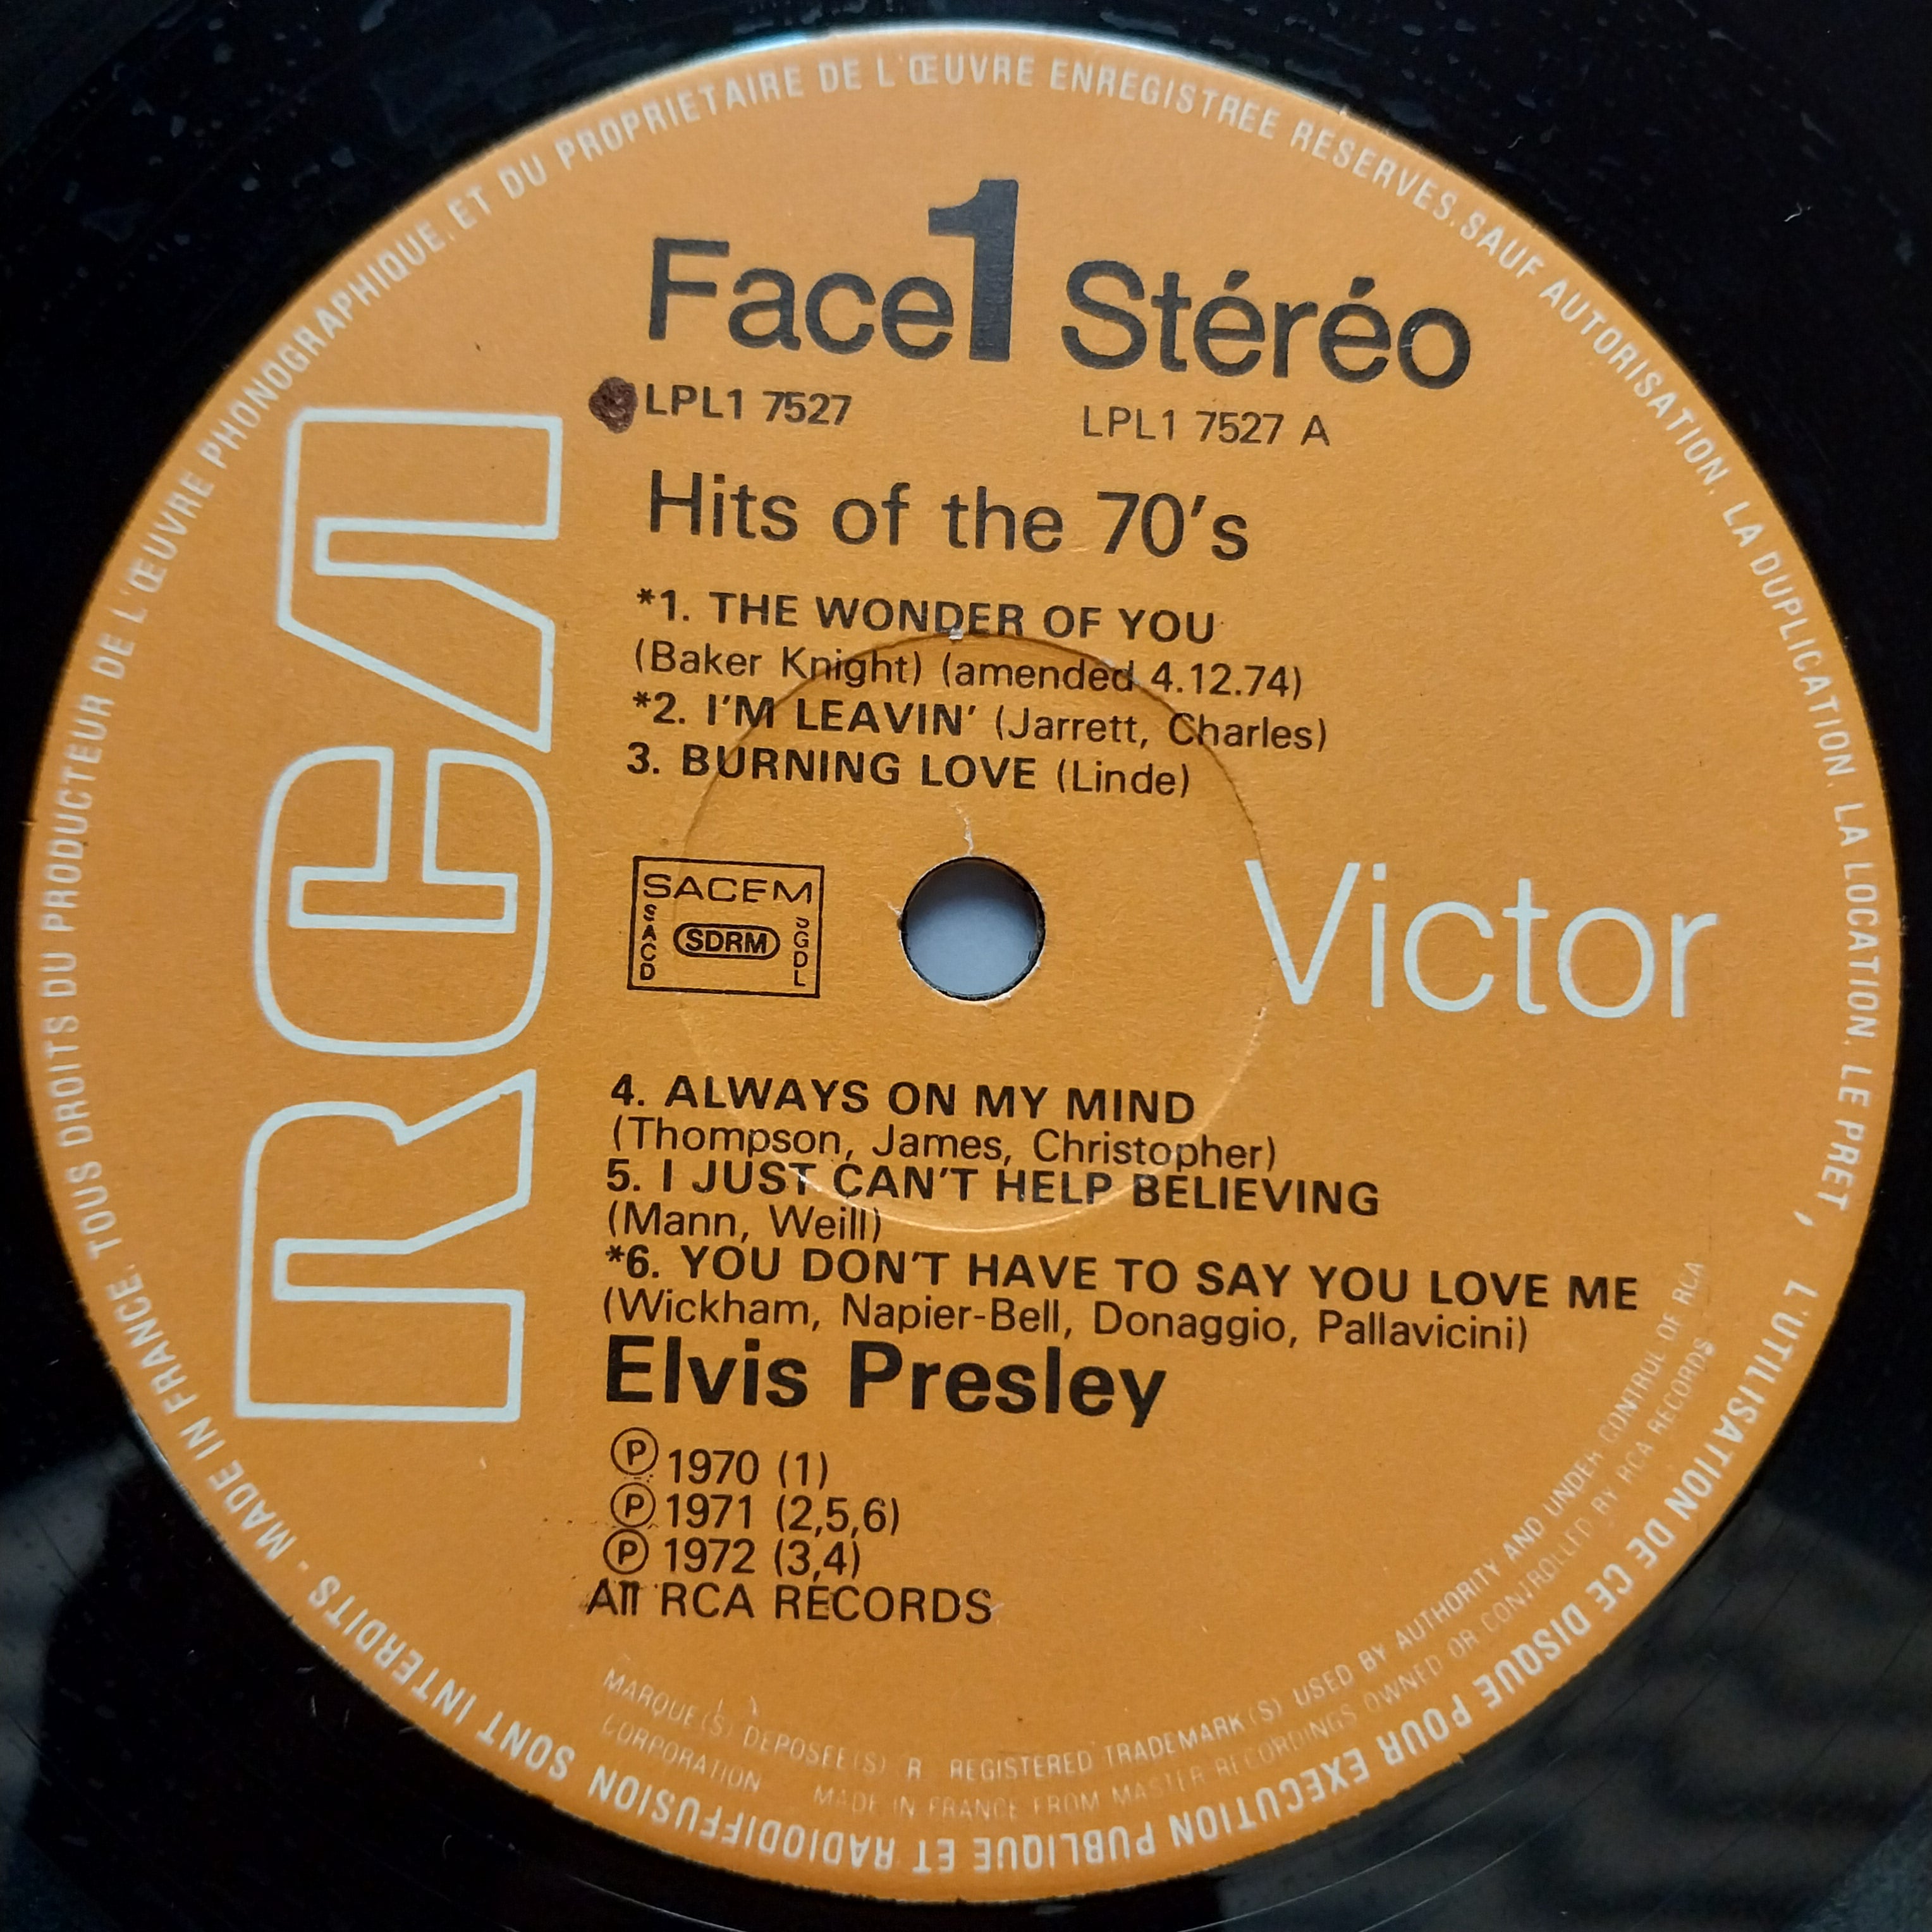 Face 1 Stéréo
LPL1 7527 LPL1 7527 A
Hits of the 70's
*1. THE WONDER OF YOU
(Baker Knight) (amended 4.12.74)
*2. I'M LEAVIN' (Jarrett, Charles)
3. BURNING LOVE (Linde)
RCA
SACEM
SACD
SDRM
SGDL
Victor
4. ALWAYS ON MY MIND
(Thompson, James, Christopher)
5. I JUST CAN'T HELP BELIEVING
(Mann, Weill)
*6. YOU DON'T HAVE TO SAY YOU LOVE ME
(Wickham, Napier-Bell, Donaggio, Pallavicini)
Elvis Presley
Ⓟ 1970 (1)
Ⓟ 1971 (2,5,6)
Ⓟ 1972 (3,4)
All RCA RECORDS
MARQUE(S) DEPOSEE(S) R REGISTERED TRADEMARK(S) USED BY AUTHORITY AND UNDER CONTROL OF RCA
CORPORATION MADE IN FRANCE FROM MASTER RECORDINGS OWNED OR CONTROLLED BY RCA RECORDS
MADE IN FRANCE. TOUS DROITS DU PRODUCTEUR DE L'ŒUVRE PHONOGRAPHIQUE. ET DU PROPRIETAIRE DE L'ŒUVRE ENREGISTREE RESERVES. SAUF AUTORISATION. LA DUPLICATION. LA LOCATION. LE PRET, L'UTILISATION DE CE DISQUE POUR EXECUTION PUBLIQUE ET RADIODIFFUSION SONT INTERDITS -